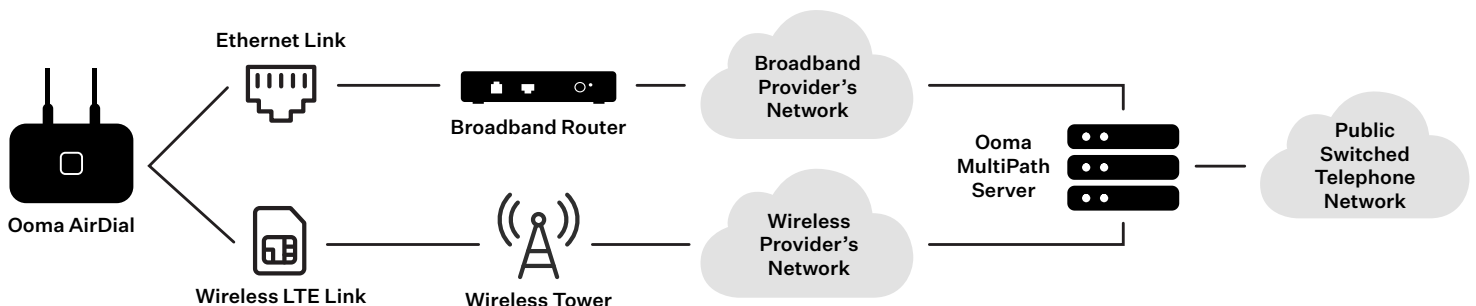 Ethernet Link
Ooma AirDial
Broadband Router
Broadband
Provider's
Network
Wireless LTE Link
Wireless Tower
Wireless
Provider's
Network
Ooma
MultiPath
Server
Public
Switched
Telephone
Network